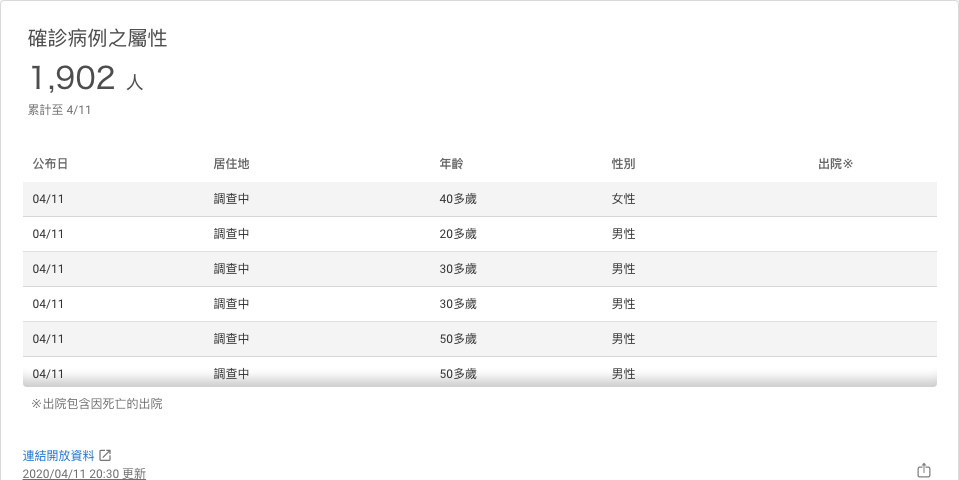 確診病例之屬性
1,902 人
累計至 4/11
公布日 居住地 年齡 性別 出院※
04/11 調查中 40多歲 女性
04/11 調查中 20多歲 男性
04/11 調查中 30多歲 男性
04/11 調查中 30多歲 男性
04/11 調查中 50多歲 男性
04/11 調查中 50多歲 男性
※出院包含因死亡的出院
連結開放資料
2020/04/11 20:30 更新